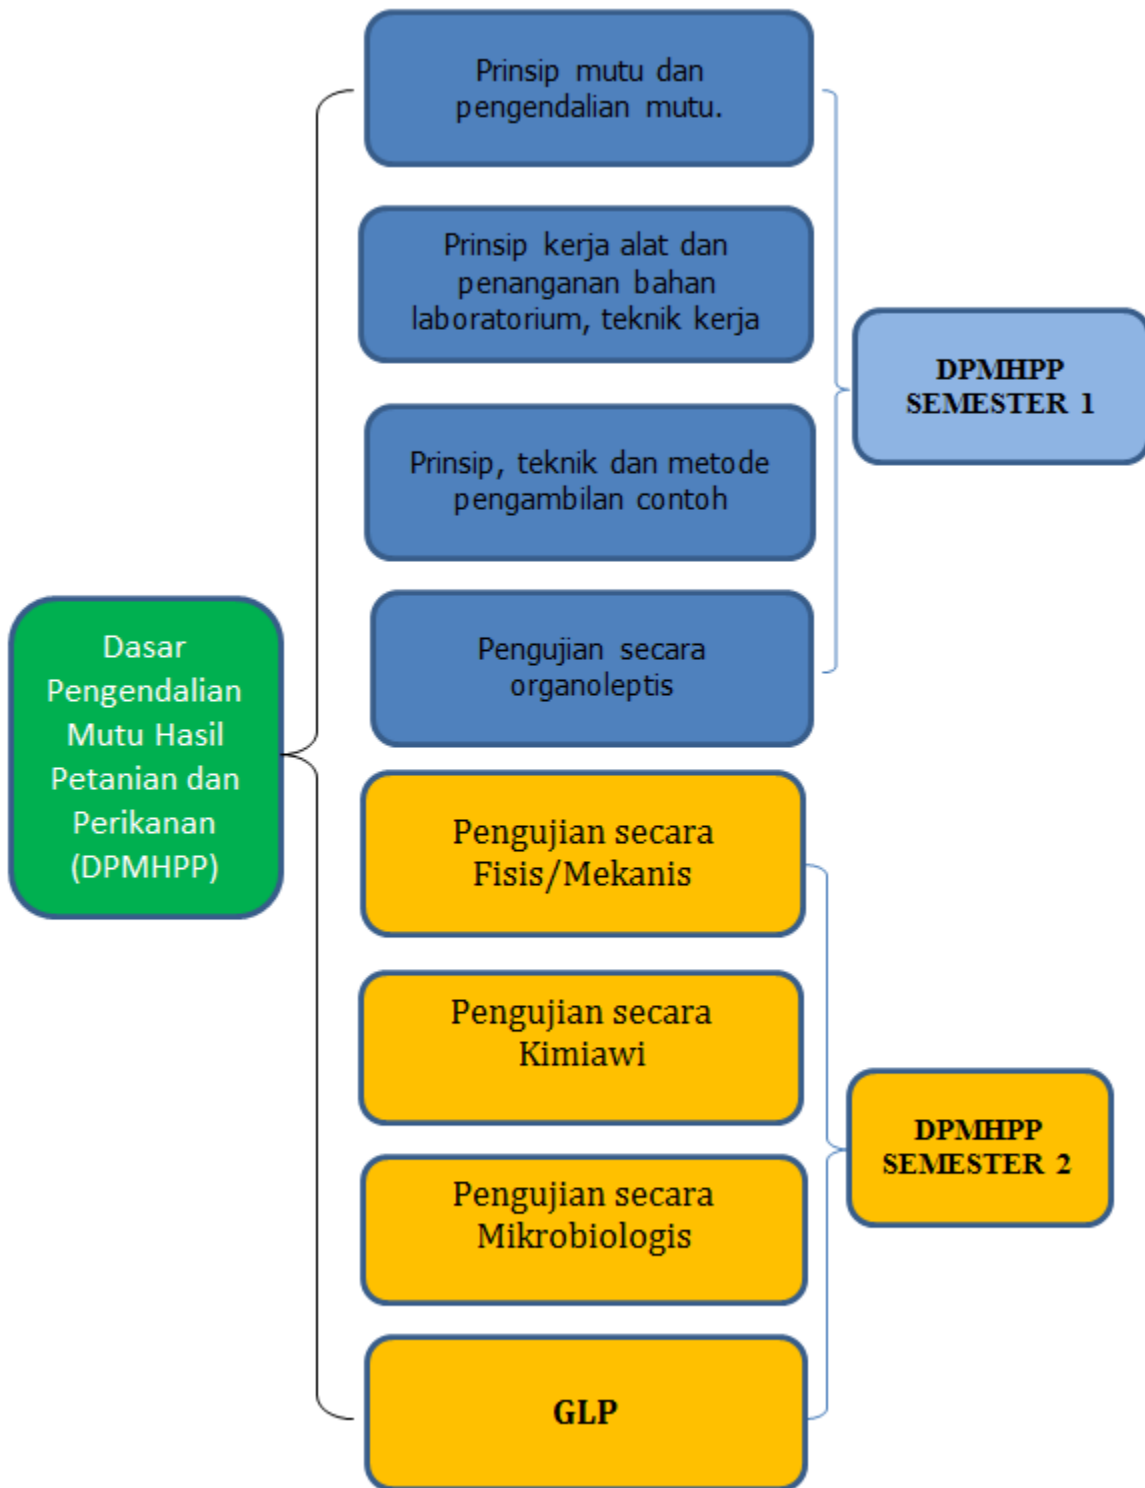 Prinsip mutu dan
pengendalian mutu.
Prinsip kerja alat dan
penanganan bahan
laboratorium, teknik kerja
DPMHPP
SEMESTER 1
Prinsip, teknik dan metode
pengambilan contoh
Pengujian secara
organoleptis
Dasar
Pengendalian
Mutu Hasil
Petanian dan
Perikanan
(DPMHPP)
Pengujian secara
Fisis/Mekanis
Pengujian secara
Kimiawi
DPMHPP
SEMESTER 2
Pengujian secara
Mikrobiologis
GLP